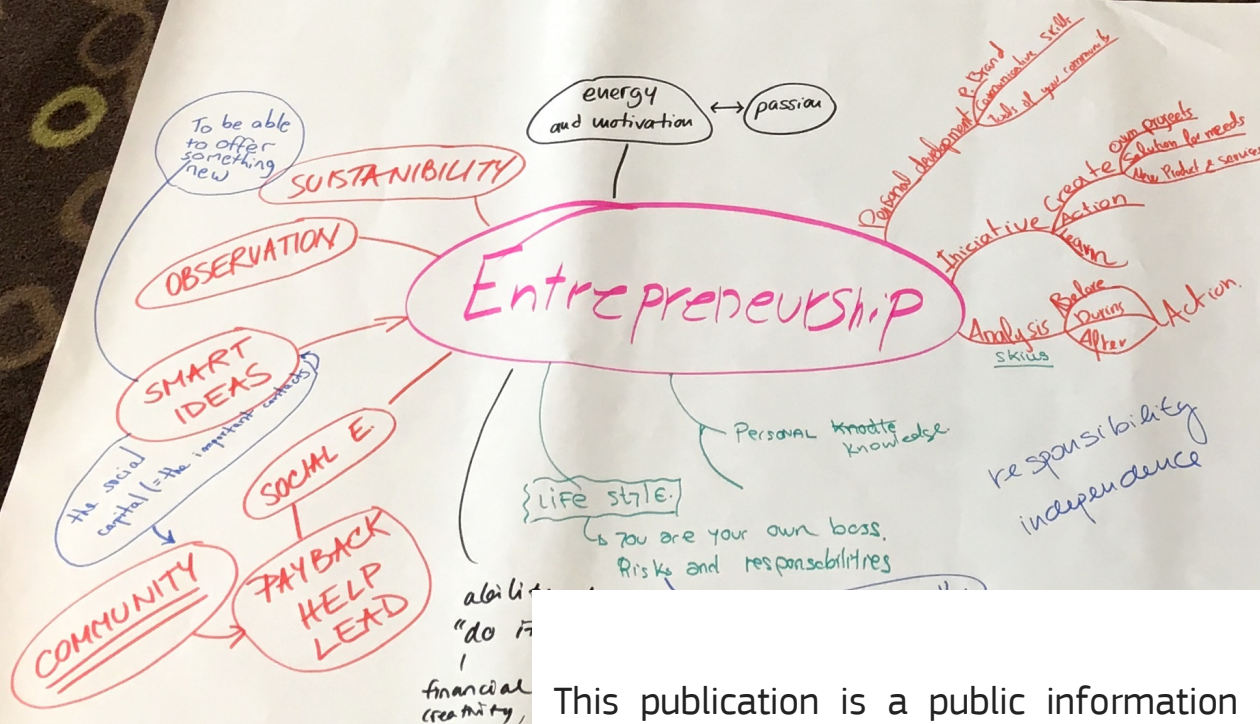 energy
and motivation
passion
To be able
to offer
something
new
SUISTANIBILITY
OBSERVATION
Entrepreneurship
SMART
IDEAS
the social
capital (= the important contacts)
SOCIAL E.
COMMUNITY
PAYBACK
HELP
LEAD
Personal development
P. Brand
Communicative skills
Tools of your community
Iniciative
Create
own projects
Solution for needs
New Product & services
Action
Learn
Analysis
skills
Before
During
After
Action.
PERSONAL
Knowledge.
responsibility
independence
LiFE STYLE.
You are your own boss.
Risks and responsabilities
"do
financial
creativity,
This publication is a public information